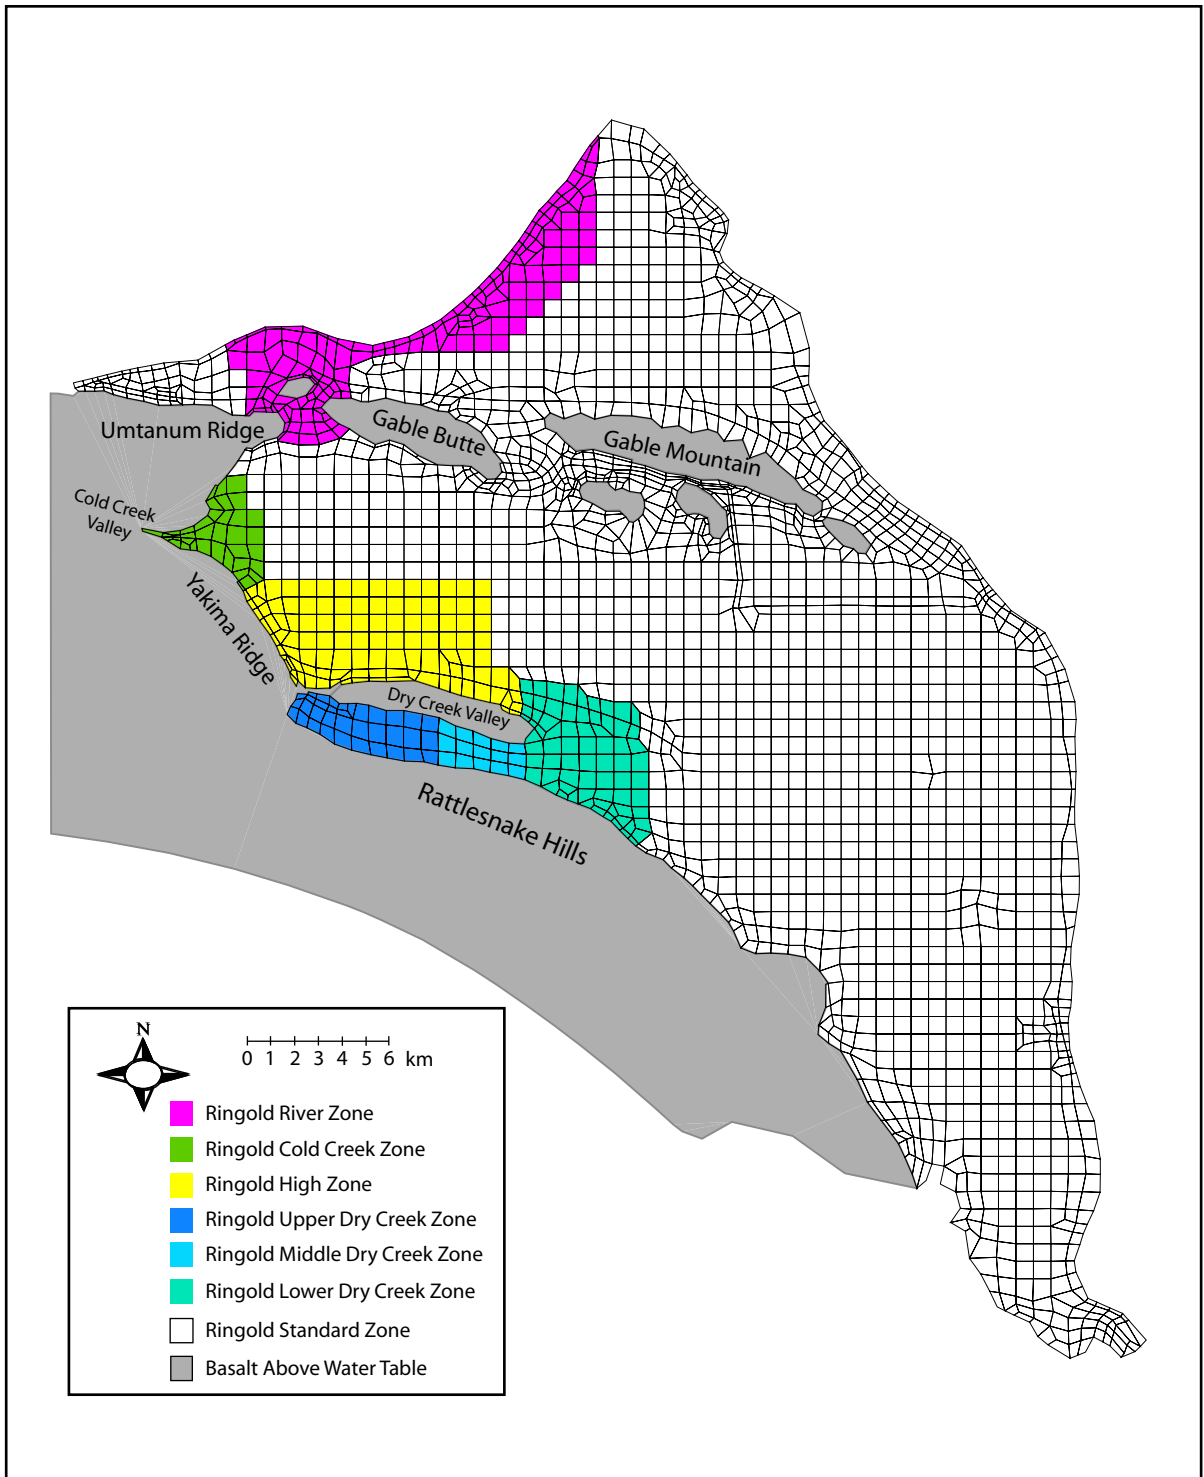 Umtanum Ridge
Gable Butte
Gable Mountain
Cold Creek
Valley
Yakima Ridge
Dry Creek Valley
Rattlesnake Hills
N
0 1 2 3 4 5 6 km
Ringold River Zone
Ringold Cold Creek Zone
Ringold High Zone
Ringold Upper Dry Creek Zone
Ringold Middle Dry Creek Zone
Ringold Lower Dry Creek Zone
Ringold Standard Zone
Basalt Above Water Table